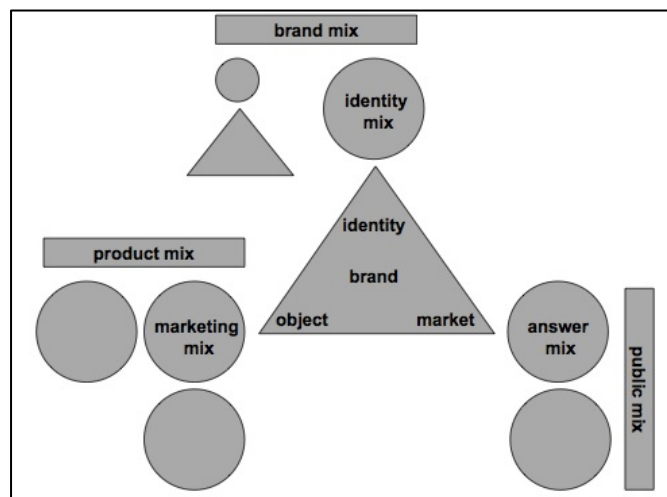 brand mix
identity
mix
identity
product mix
brand
object
market
marketing
mix
answer
mix
public mix